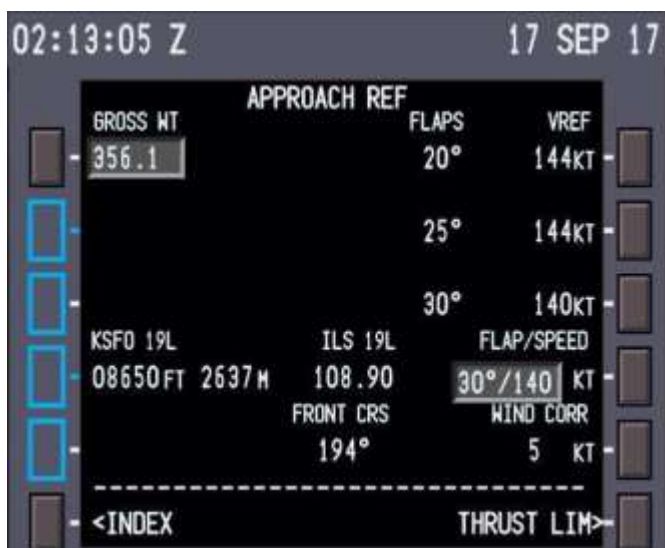 02:13:05 Z 17 SEP 17
APPROACH REF
GROSS WT FLAPS VREF
356.1 20° 144KT
25° 144KT
30° 140KT
KSFO 19L ILS 19L FLAP/SPEED
08650FT 2637M 108.90 30°/140 KT
FRONT CRS WIND CORR
194° 5 KT
<INDEX THRUST LIM>